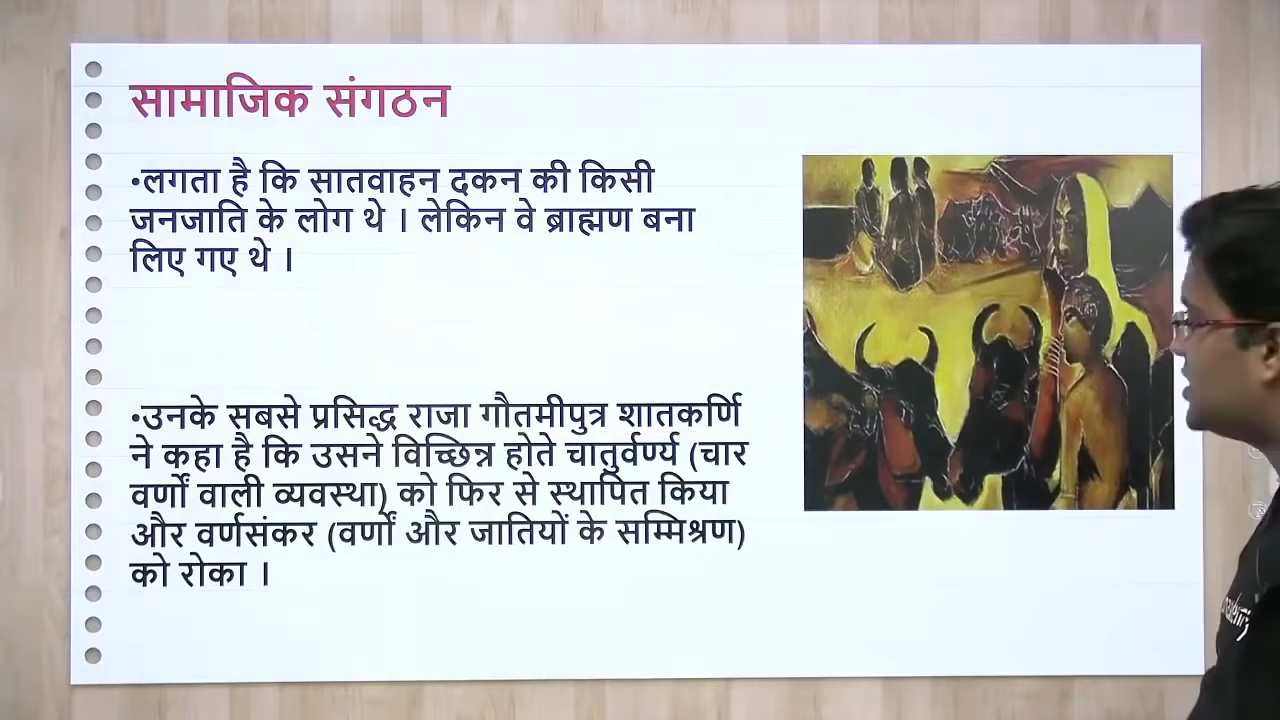 सामाजिक संगठन
•लगता है कि सातवाहन दकन की किसी
जनजाति के लोग थे । लेकिन वे ब्राह्मण बना
लिए गए थे ।
•उनके सबसे प्रसिद्ध राजा गौतमीपुत्र शातकर्णि
ने कहा है कि उसने विच्छिन्न होते चातुर्वर्ण्य (चार
वर्णों वाली व्यवस्था) को फिर से स्थापित किया
और वर्णसंकर (वर्णों और जातियों के सम्मिश्रण)
को रोका ।